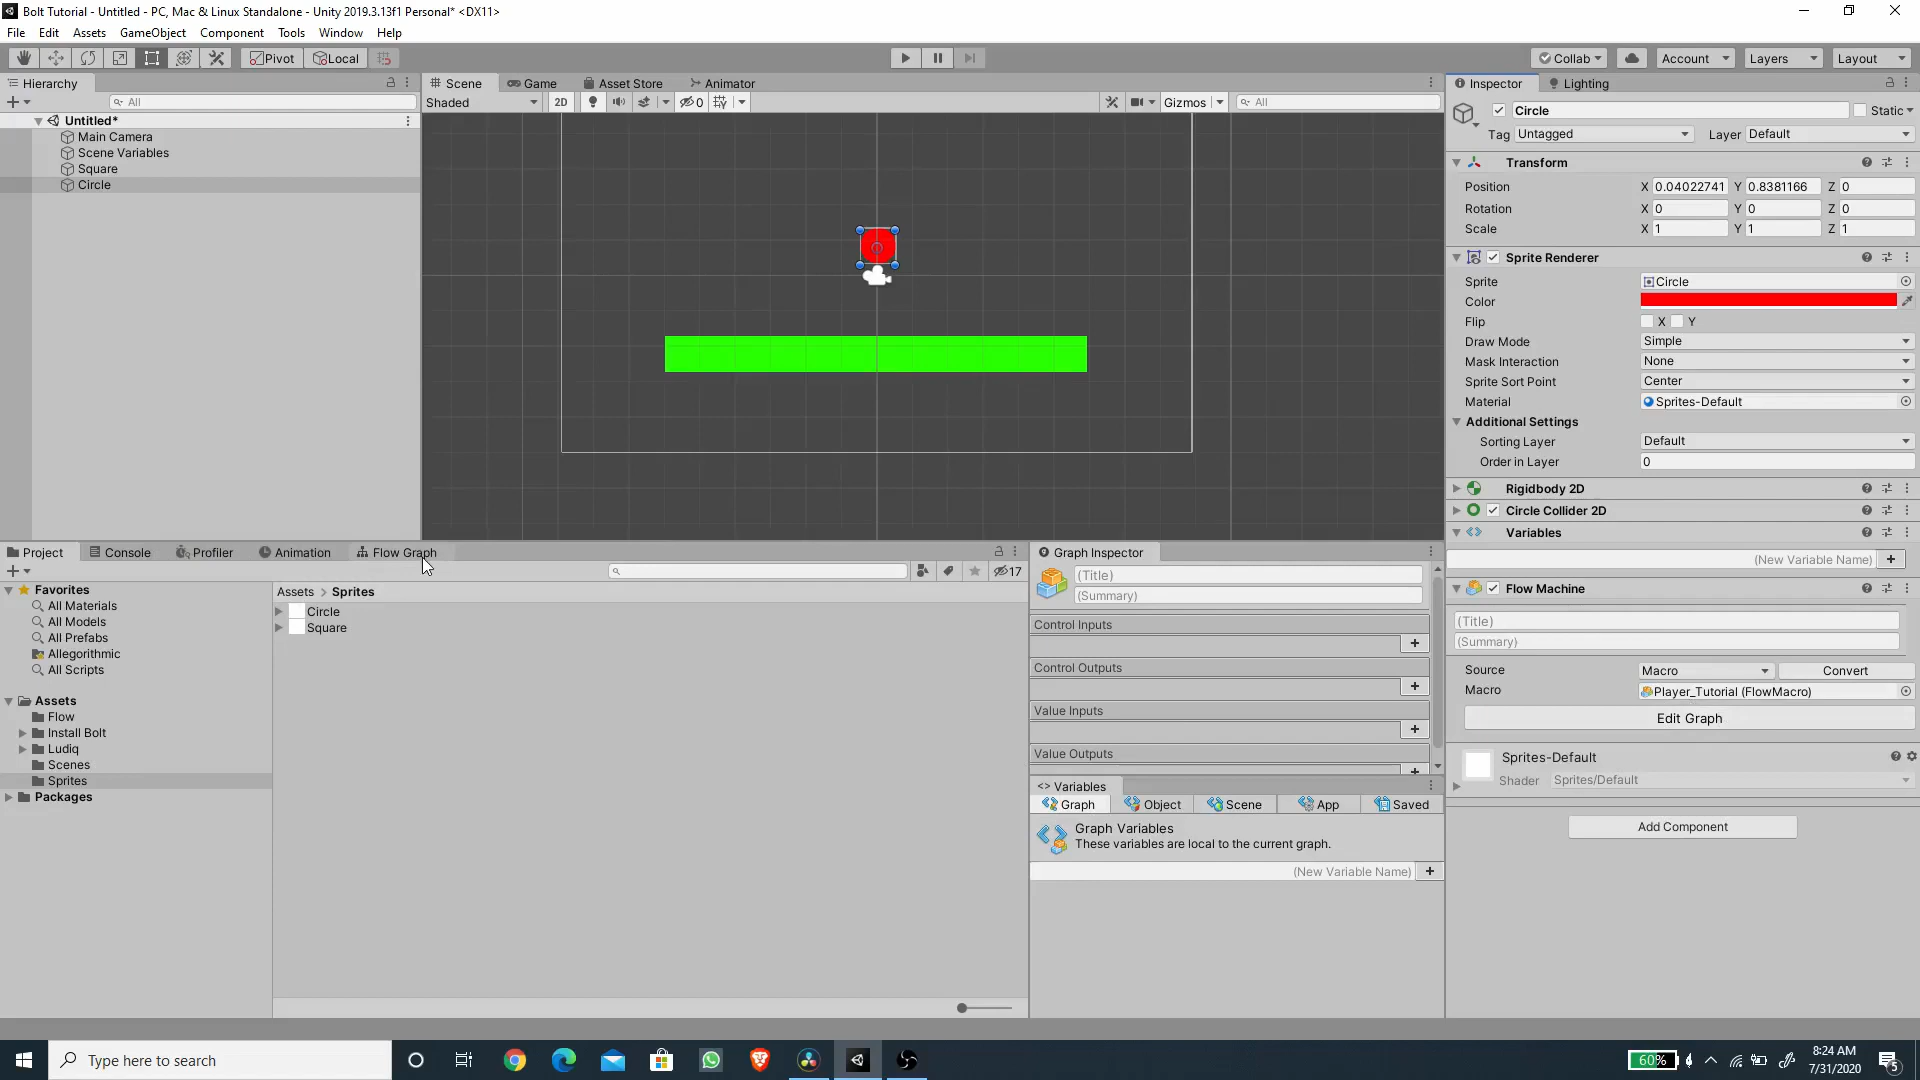 Bolt Tutorial - Untitled - PC, Mac & Linux Standalone - Unity 2019.3.13f1 Personal* <DX11>
File Edit Assets GameObject Component Tools Window Help
Pivot Local Collab Account Layers Layout
Hierarchy
All
Untitled*
Main Camera
Scene Variables
Square
Circle
Scene Game Asset Store Animator
Shaded 2D 0 Gizmos All
Inspector Lighting
Circle Static
Tag Untagged Layer Default
Transform
Position X 0.04022741 Y 0.8381166 Z 0
Rotation X 0 Y 0 Z 0
Scale X 1 Y 1 Z 1
Sprite Renderer
Sprite Circle
Color
Flip X Y
Draw Mode Simple
Mask Interaction None
Sprite Sort Point Center
Material Sprites-Default
Additional Settings
Sorting Layer Default
Order in Layer 0
Rigidbody 2D
Circle Collider 2D
Variables
(New Variable Name) +
Flow Machine
(Title)
(Summary)
Source Macro Convert
Macro Player_Tutorial (FlowMacro)
Edit Graph
Sprites-Default
Shader Sprites/Default
Add Component
Project Console Profiler Animation Flow Graph
17
Favorites
All Materials
All Models
All Prefabs
Allegorithmic
All Scripts
Assets
Flow
Install Bolt
Ludiq
Scenes
Sprites
Packages
Assets > Sprites
Circle
Square
Graph Inspector
(Title)
(Summary)
Control Inputs
+
Control Outputs
+
Value Inputs
+
Value Outputs
+
<> Variables
Graph Object Scene App Saved
Graph Variables
These variables are local to the current graph.
(New Variable Name) +
Type here to search
60%
8:24 AM
7/31/2020
5